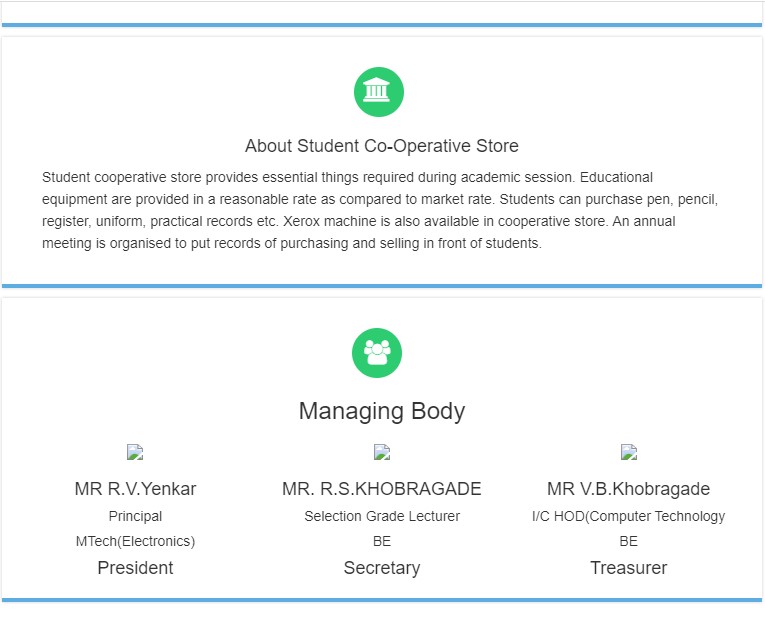 About Student Co-Operative Store
Student cooperative store provides essential things required during academic session. Educational
equipment are provided in a reasonable rate as compared to market rate. Students can purchase pen, pencil,
register, uniform, practical records etc. Xerox machine is also available in cooperative store. An annual
meeting is organised to put records of purchasing and selling in front of students.
Managing Body
MR R.V.Yenkar
Principal
MTech(Electronics)
President
MR. R.S.KHOBRAGADE
Selection Grade Lecturer
BE
Secretary
MR V.B.Khobragade
I/C HOD(Computer Technology
BE
Treasurer